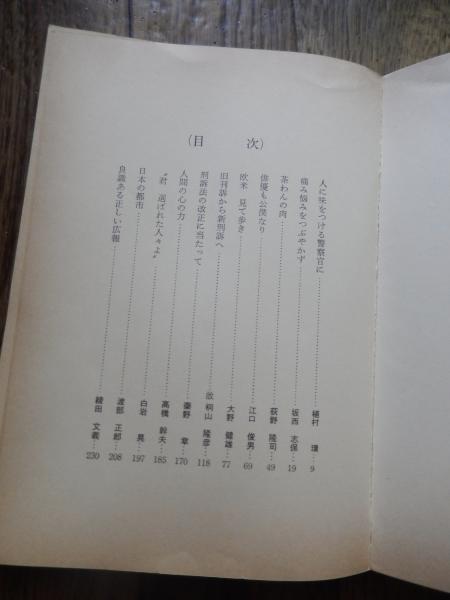 (目 次)
人に味をつける警察官に……植村 環…9
痛み悩みをつぶやかず……坂西 志保…19
茶わんの肉……荻野 隆司…49
俳優も公僕なり……江口 俊男…69
欧米 見て歩き……大野 健雄…77
旧刑訴から新刑訴へ
刑訴法の改正に当たって……故 桐山 隆彦…118
人間の心の力……秦野 章…170
“君 選ばれた人々よ”……高橋 幹夫…185
日本の都市……白岩 晃…197
良識ある正しい広報……渡部 正郎…208
綾田 文義…230